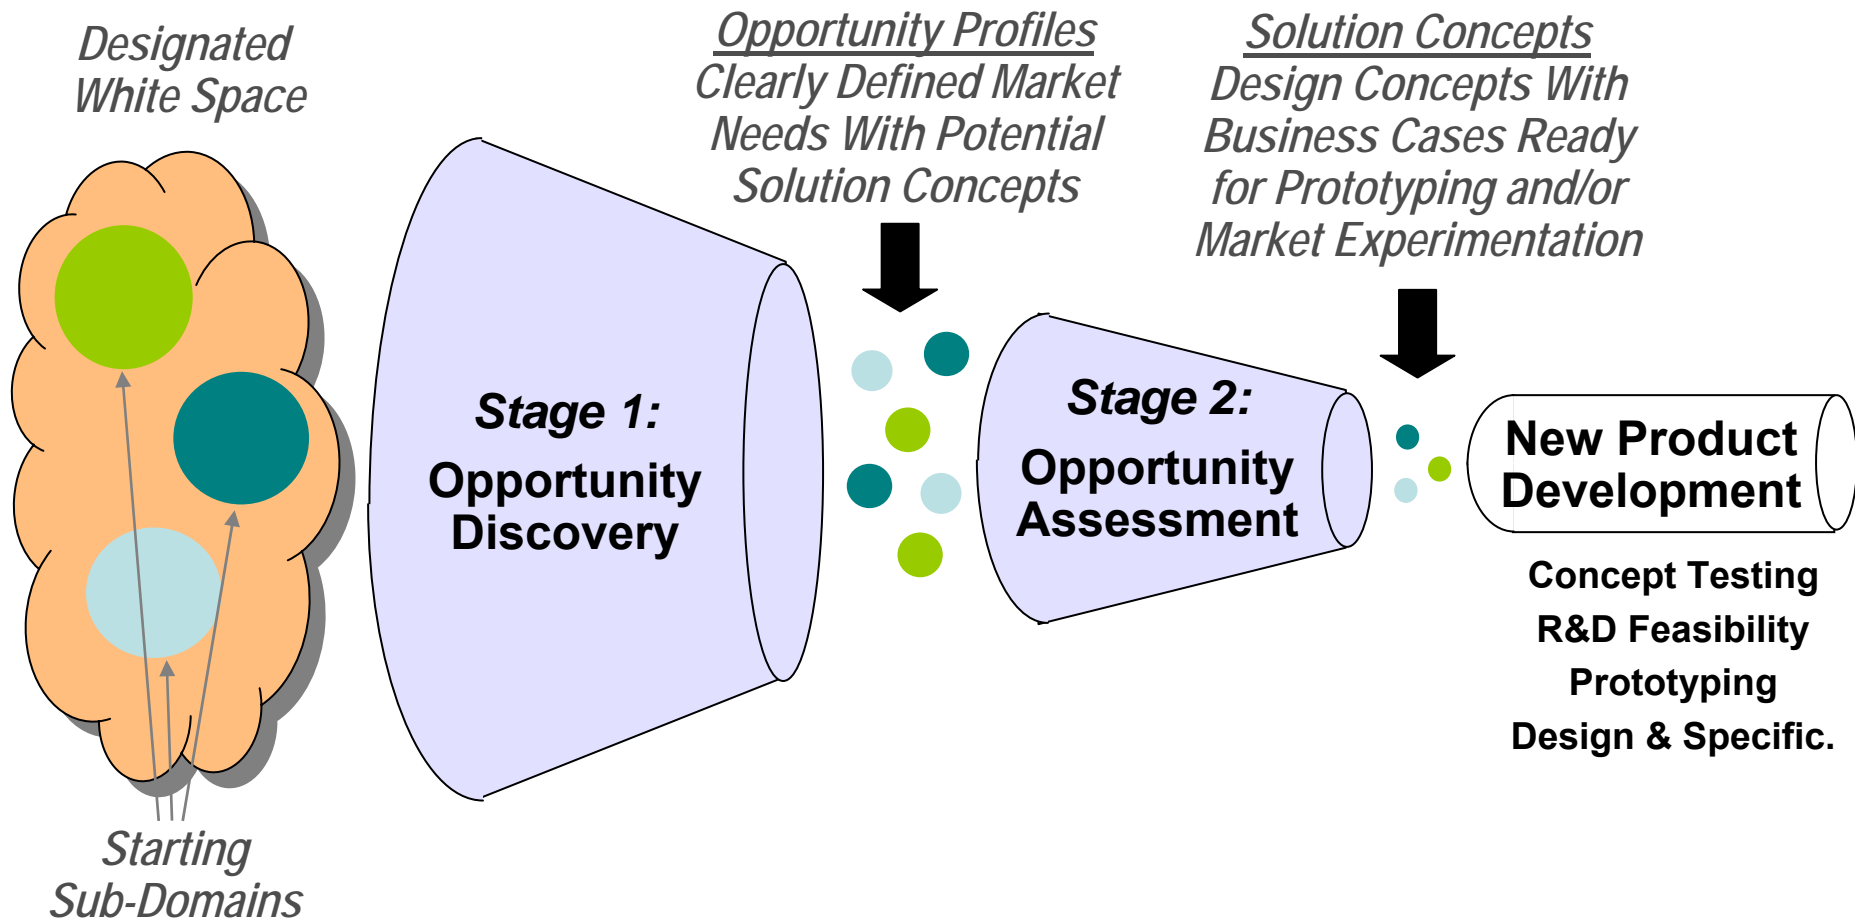 Designated
White Space
Opportunity Profiles
Clearly Defined Market
Needs With Potential
Solution Concepts
Solution Concepts
Design Concepts With
Business Cases Ready
for Prototyping and/or
Market Experimentation
Stage 1:
Opportunity
Discovery
Stage 2:
Opportunity
Assessment
New Product
Development
Concept Testing
R&D Feasibility
Prototyping
Design & Specific.
Starting
Sub-Domains